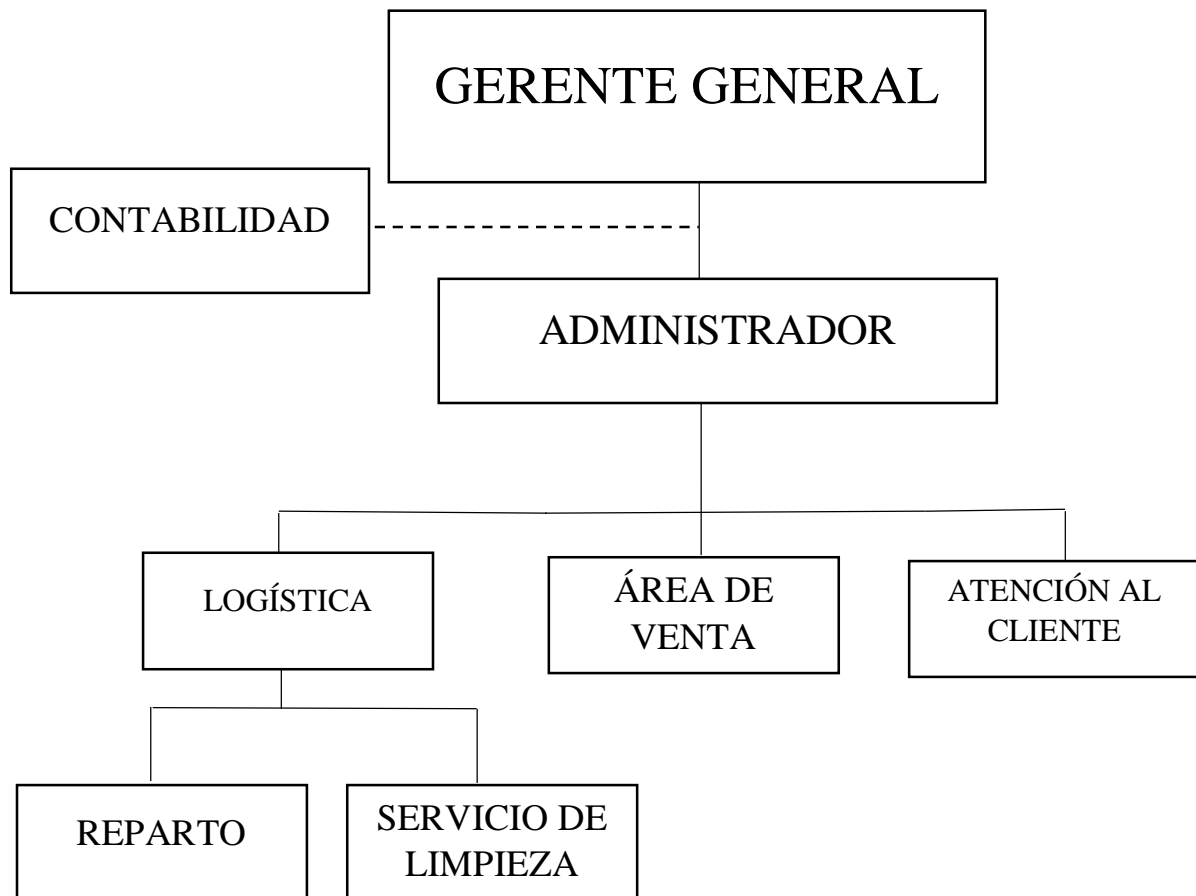 GERENTE GENERAL
CONTABILIDAD
ADMINISTRADOR
LOGÍSTICA
ÁREA DE
VENTA
ATENCIÓN AL
CLIENTE
REPARTO
SERVICIO DE
LIMPIEZA